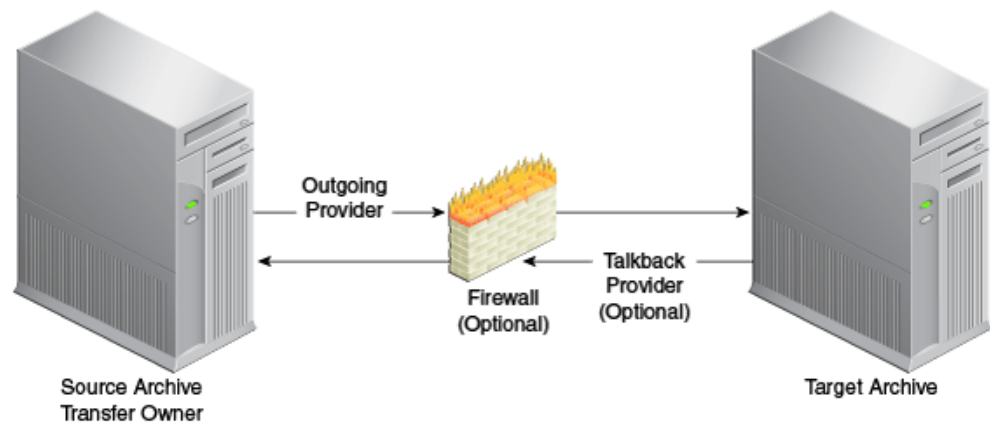 Outgoing
Provider
Talkback
Provider
(Optional)
Firewall
(Optional)
Source Archive
Transfer Owner
Target Archive